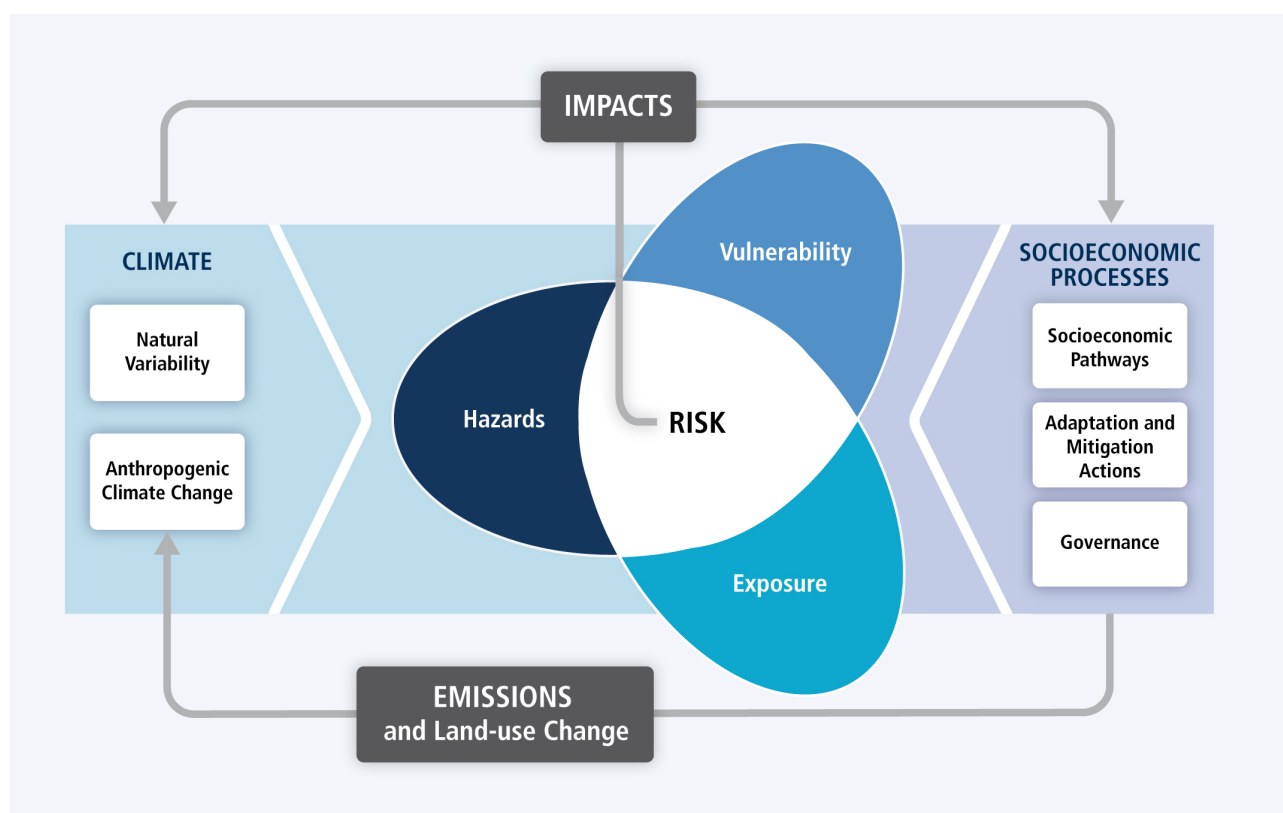 IMPACTS
CLIMATE
Natural
Variability
Anthropogenic
Climate Change
Vulnerability
Hazards
RISK
Exposure
SOCIOECONOMIC
PROCESSES
Socioeconomic
Pathways
Adaptation and
Mitigation
Actions
Governance
EMISSIONS
and Land-use Change